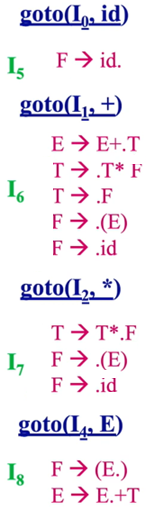 goto(I₀, id)
I₅ F → id.
goto(I₁, +)
E → E+.T
T → .T* F
I₆ T → .F
F → .(E)
F → .id
goto(I₂, *)
T → T*.F
I₇ F → .(E)
F → .id
goto(I₄, E)
I₈ F → (E.)
E → E.+T